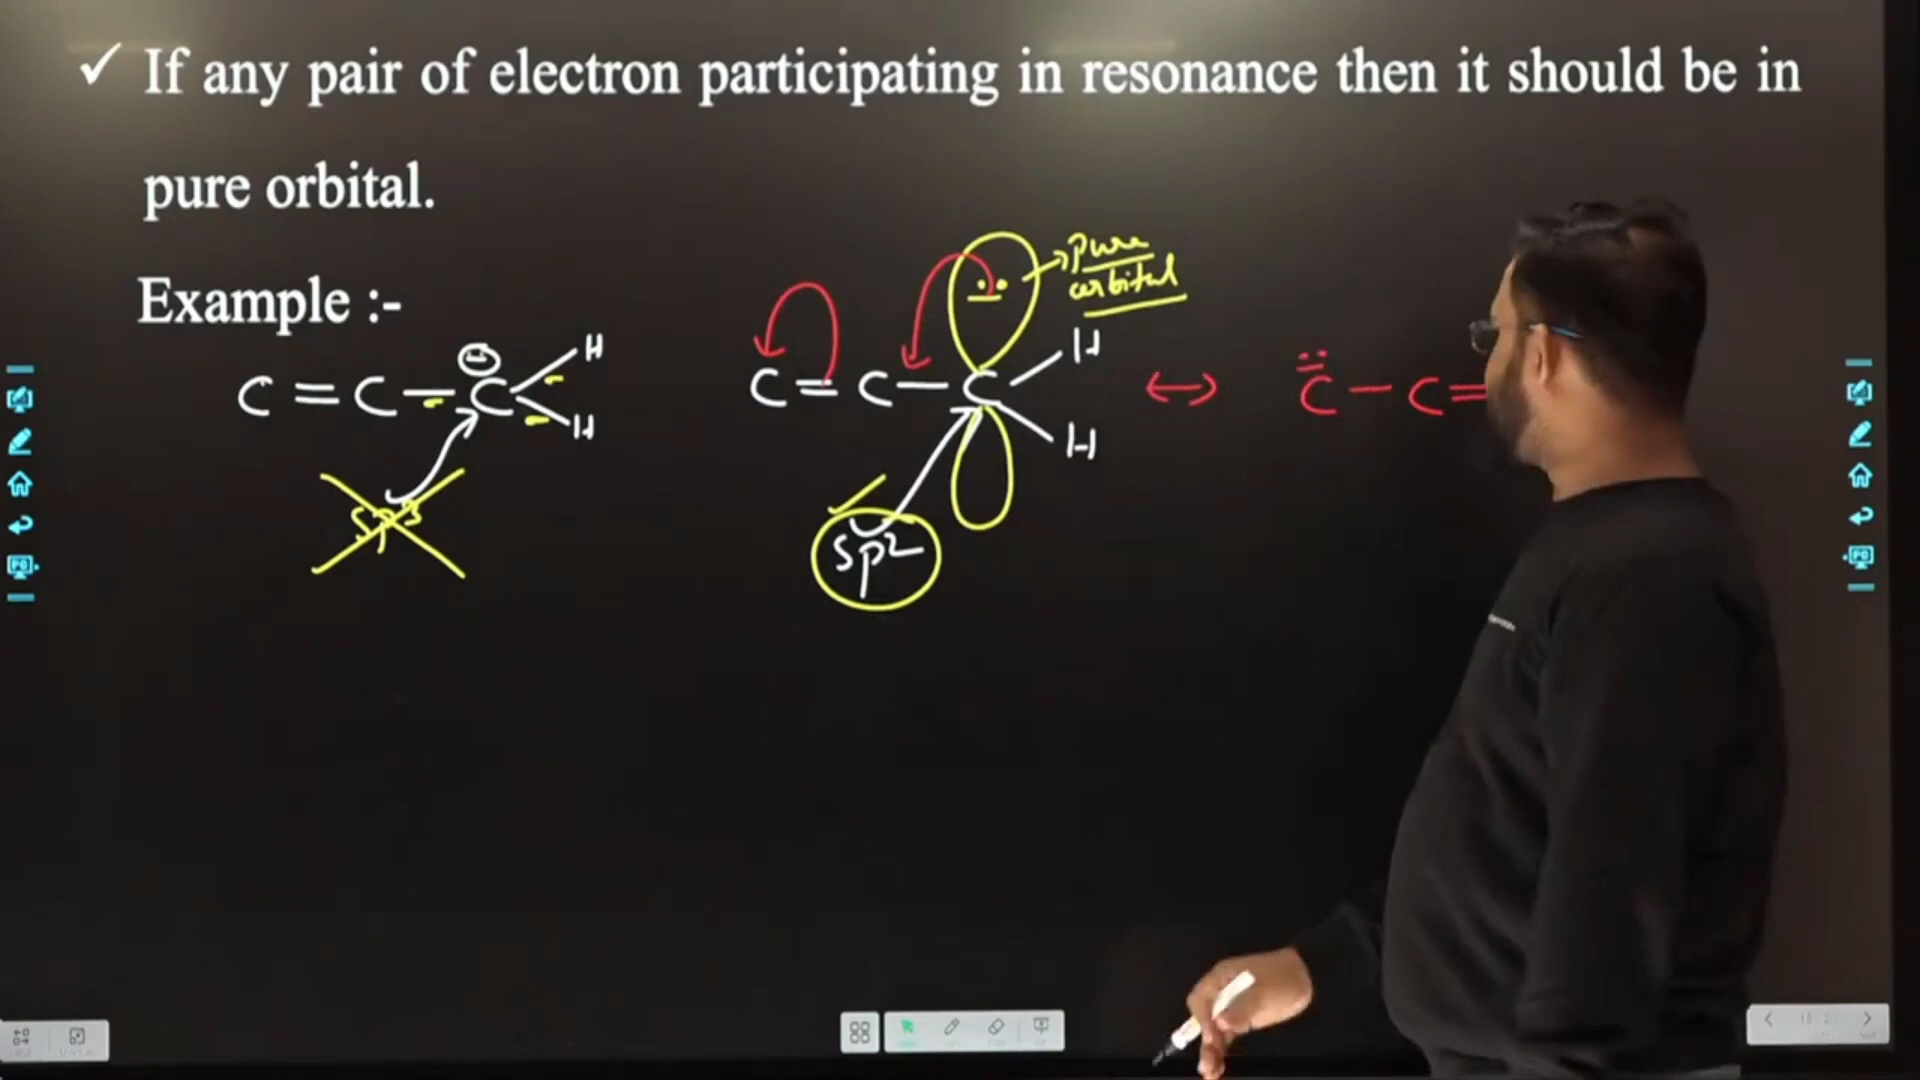 ✓ If any pair of electron participating in resonance then it should be in
pure orbital.
Example :-
C = C - C H H
sp3
C = C - C H H
pure
orbital
sp2
↔ C - C =